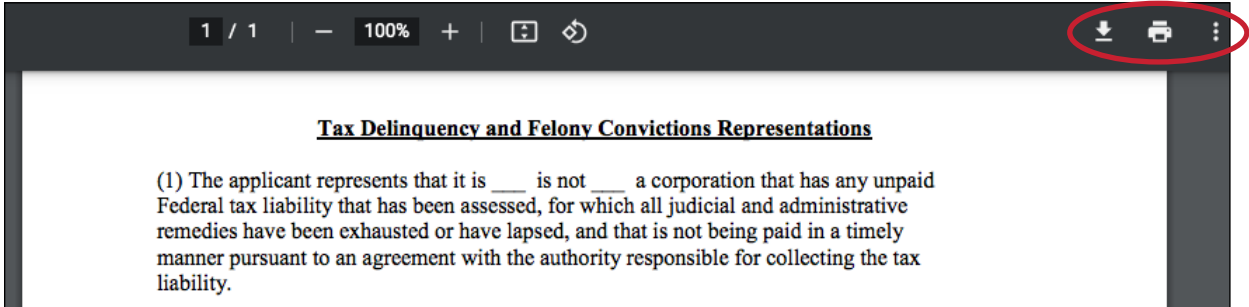 1 / 1 | − 100% + |
Tax Delinquency and Felony Convictions Representations
(1) The applicant represents that it is ___ is not ___ a corporation that has any unpaid
Federal tax liability that has been assessed, for which all judicial and administrative
remedies have been exhausted or have lapsed, and that is not being paid in a timely
manner pursuant to an agreement with the authority responsible for collecting the tax
liability.